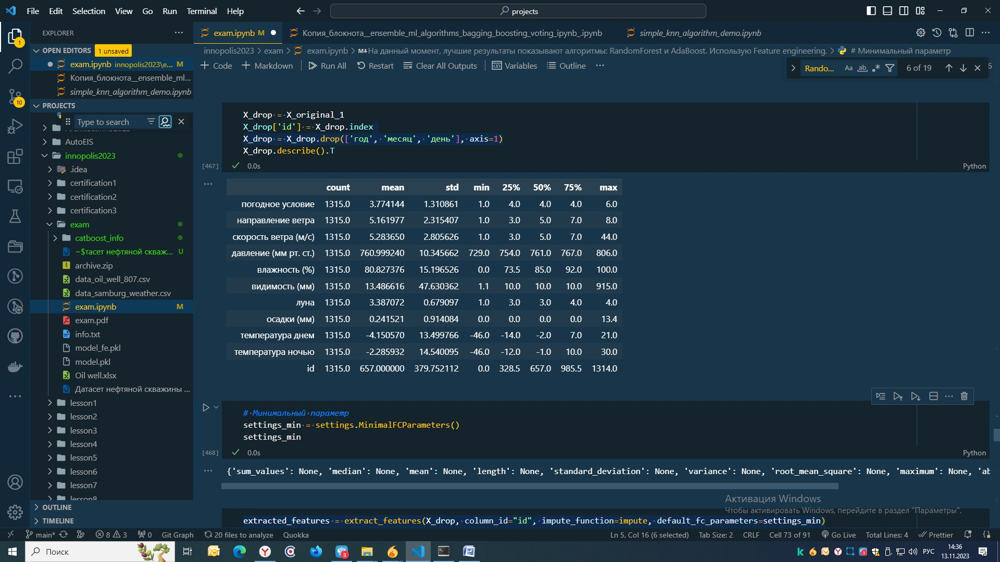 File Edit Selection View Go Run Terminal Help
projects
EXPLORER
exam.ipynb M
Копия_блокнота__ensemble_ml_algorithms_bagging_boosting_voting_ipynb_.ipynb
simple_knn_algorithm_demo.ipynb
OPEN EDITORS 1 unsaved
exam.ipynb innopolis2023\e... M
Копия_блокнота__ensemble_ml...
simple_knn_algorithm_demo.ipynb
PROJECTS
Type to search
AutoEIS
innopolis2023
.idea
certification1
certification2
certification3
exam
catboost_info
~$тасет нефтяной скваж... U
archive.zip
data_oil_well_807.csv
data_samburg_weather.csv
exam.ipynb M
exam.pdf
info.txt
model_fe.pkl
model.pkl
Oil well.xlsx
Датасет нефтяной скважины ...
lesson1
lesson2
lesson3
lesson4
lesson5
lesson6
lesson7
lesson8
OUTLINE
TIMELINE
1
10
innopolis2023 > exam > exam.ipynb > M↓На данный момент, лучшие результаты показывают алгоритмы: RandomForest и AdaBoost. Использую Feature engineering. > # Минимальный параметр
+ Code + Markdown Run All Restart Clear All Outputs Variables Outline ...
Rando... Aa ab 6 of 19
X_drop = X_original_1
X_drop['id'] = X_drop.index
X_drop = X_drop.drop(['год', 'месяц', 'день'], axis=1)
X_drop.describe().T
[467] 0.0s Python
count mean std min 25% 50% 75% max
погодное условие 1315.0 3.774144 1.310861 1.0 4.0 4.0 4.0 6.0
направление ветра 1315.0 5.161977 2.315407 1.0 3.0 5.0 7.0 8.0
скорость ветра (м/с) 1315.0 5.283650 2.805626 1.0 3.0 5.0 7.0 44.0
давление (мм рт. ст.) 1315.0 760.999240 10.345662 729.0 754.0 761.0 767.0 806.0
влажность (%) 1315.0 80.827376 15.196526 0.0 73.5 85.0 92.0 100.0
видимость (мм) 1315.0 13.486616 47.630362 1.1 10.0 10.0 10.0 915.0
луна 1315.0 3.387072 0.679097 1.0 3.0 3.0 4.0 4.0
осадки (мм) 1315.0 0.241521 0.914084 0.0 0.0 0.0 0.0 13.4
температура днем 1315.0 -4.150570 13.499766 -46.0 -14.0 -2.0 7.0 21.0
температура ночью 1315.0 -2.285932 14.540095 -46.0 -12.0 -1.0 10.0 30.0
id 1315.0 657.000000 379.752112 0.0 328.5 657.0 985.5 1314.0
# Минимальный параметр
settings_min = settings.MinimalFCParameters()
settings_min
[468] 0.0s Python
{'sum_values': None, 'median': None, 'mean': None, 'length': None, 'standard_deviation': None, 'variance': None, 'root_mean_square': None, 'maximum': None, 'ab
Активация Windows
Чтобы активировать Windows, перейдите в раздел "Параметры".
extracted_features = extract_features(X_drop, column_id="id", impute_function=impute, default_fc_parameters=settings_min)
main* 8 3 0 Git Graph 20 files to analyze Quokka Ln 5, Col 16 (6 selected) Tab Size: 2 CRLF Cell 73 of 91 Go Live Total Lines: 4 Prettier
Поиск
3
3
РУС
14:36
13.11.2023